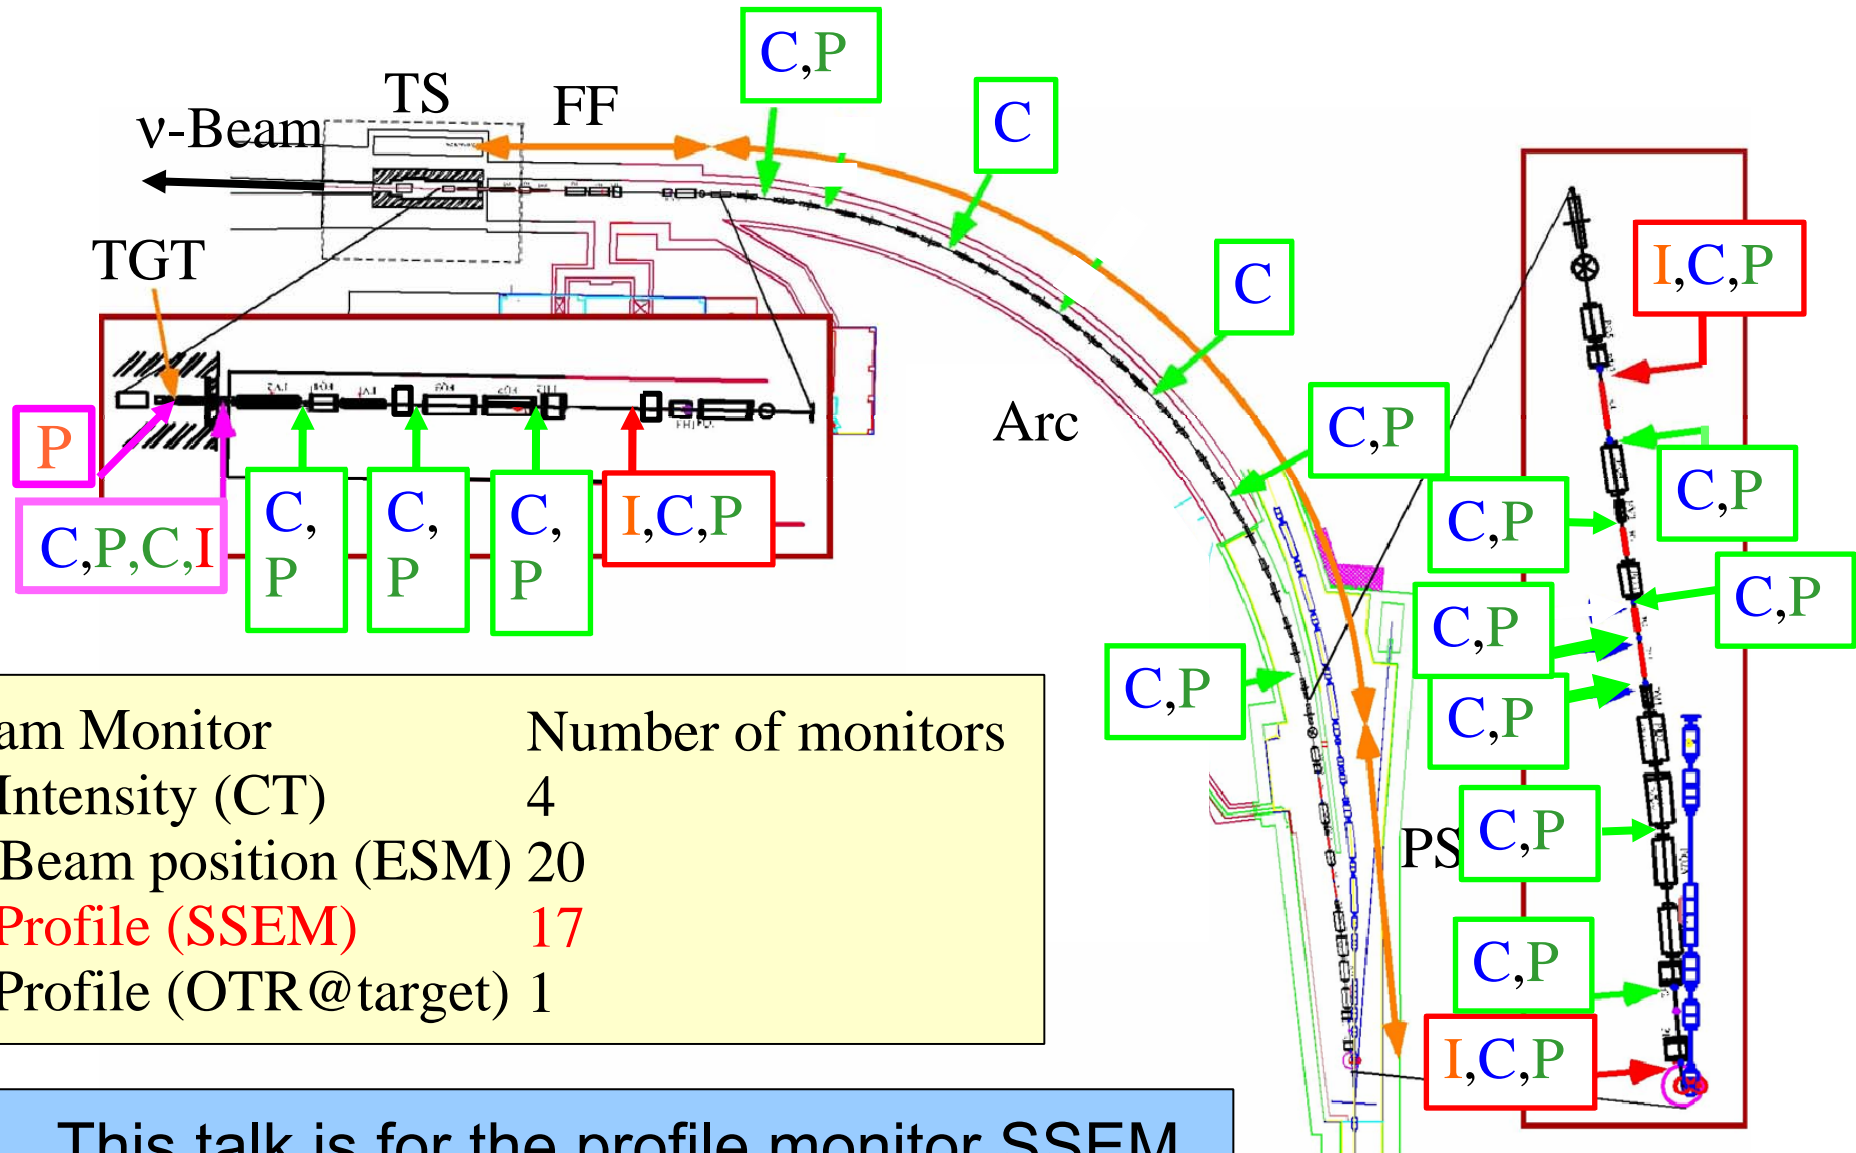 C,P
TS
FF
ν-Beam
C
I,C,P
TGT
C
Arc
C,P
P
C,P
C,P
C,P,C,I
C,
P
C,
P
C,
P
I,C,P
C,P
C,P
C,P
C,P
C,P
am Monitor
Number of monitors
Intensity (CT)
4
PS
C,P
Beam position (ESM)
20
Profile (SSEM)
17
C,P
Profile (OTR@target)
1
I,C,P
This talk is for the profile monitor SSEM